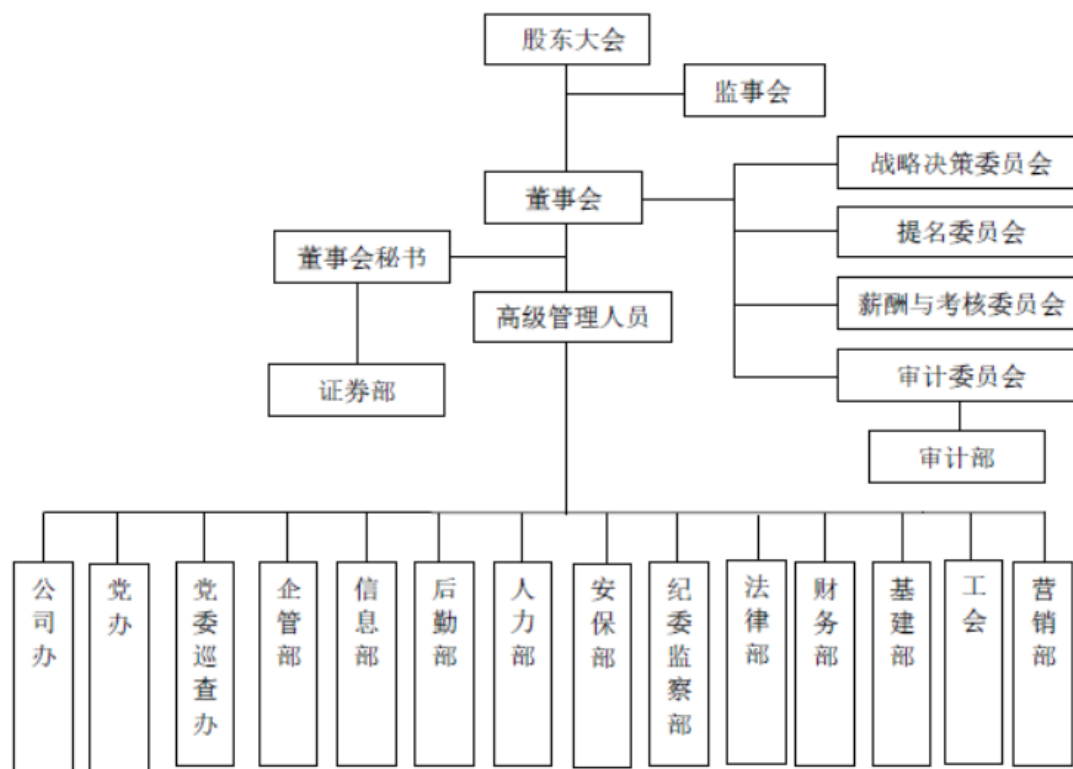 股东大会
监事会
战略决策委员会
董事会
提名委员会
董事会秘书
高级管理人员
薪酬与考核委员会
证券部
审计委员会
审计部
公司办
党办
党委巡查办
企管部
信息部
后勤部
人力部
安保部
纪委监察部
法律部
财务部
基建部
工会
营销部